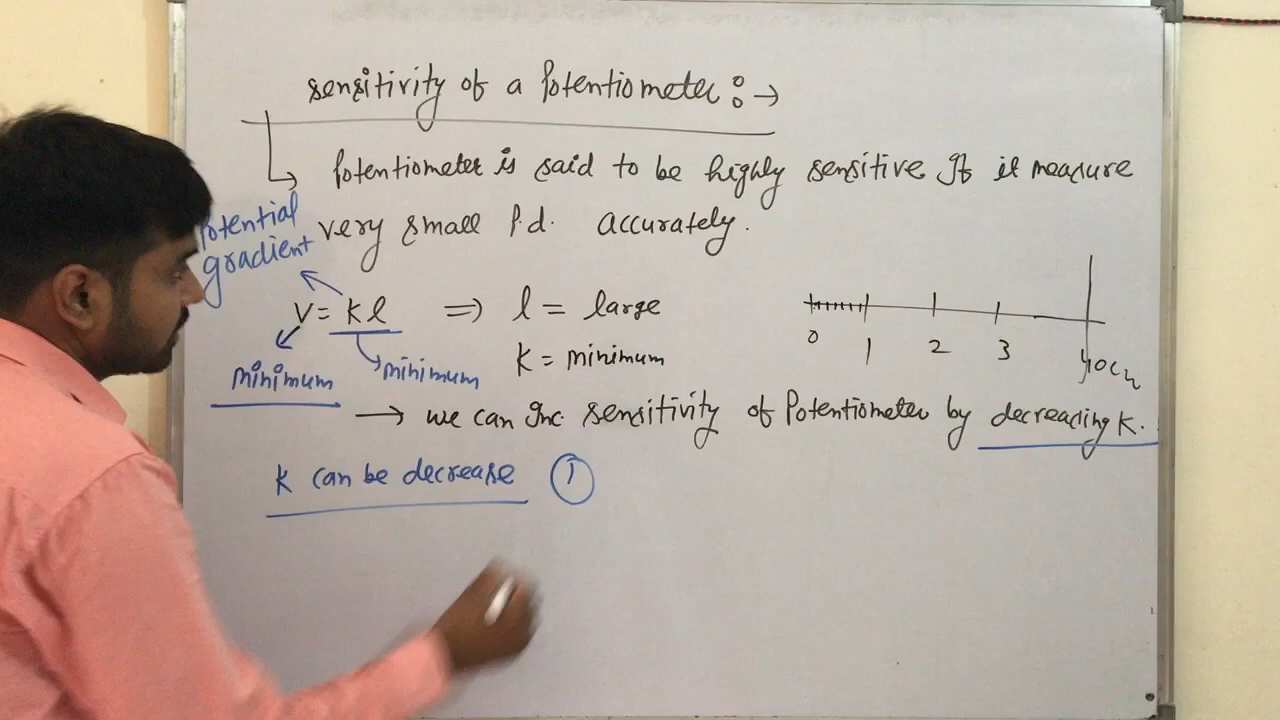 sensitivity of a Potentiometer : →
Potentiometer is said to be highly sensitive If it measure
very small P.d. accurately.
Potential
gradient
V = kl ⇒ l = large
K = minimum
minimum
minimum
0 1 2 3
→ we can Inc. sensitivity of Potentiometer by decreasing K.
K can be decrease ①